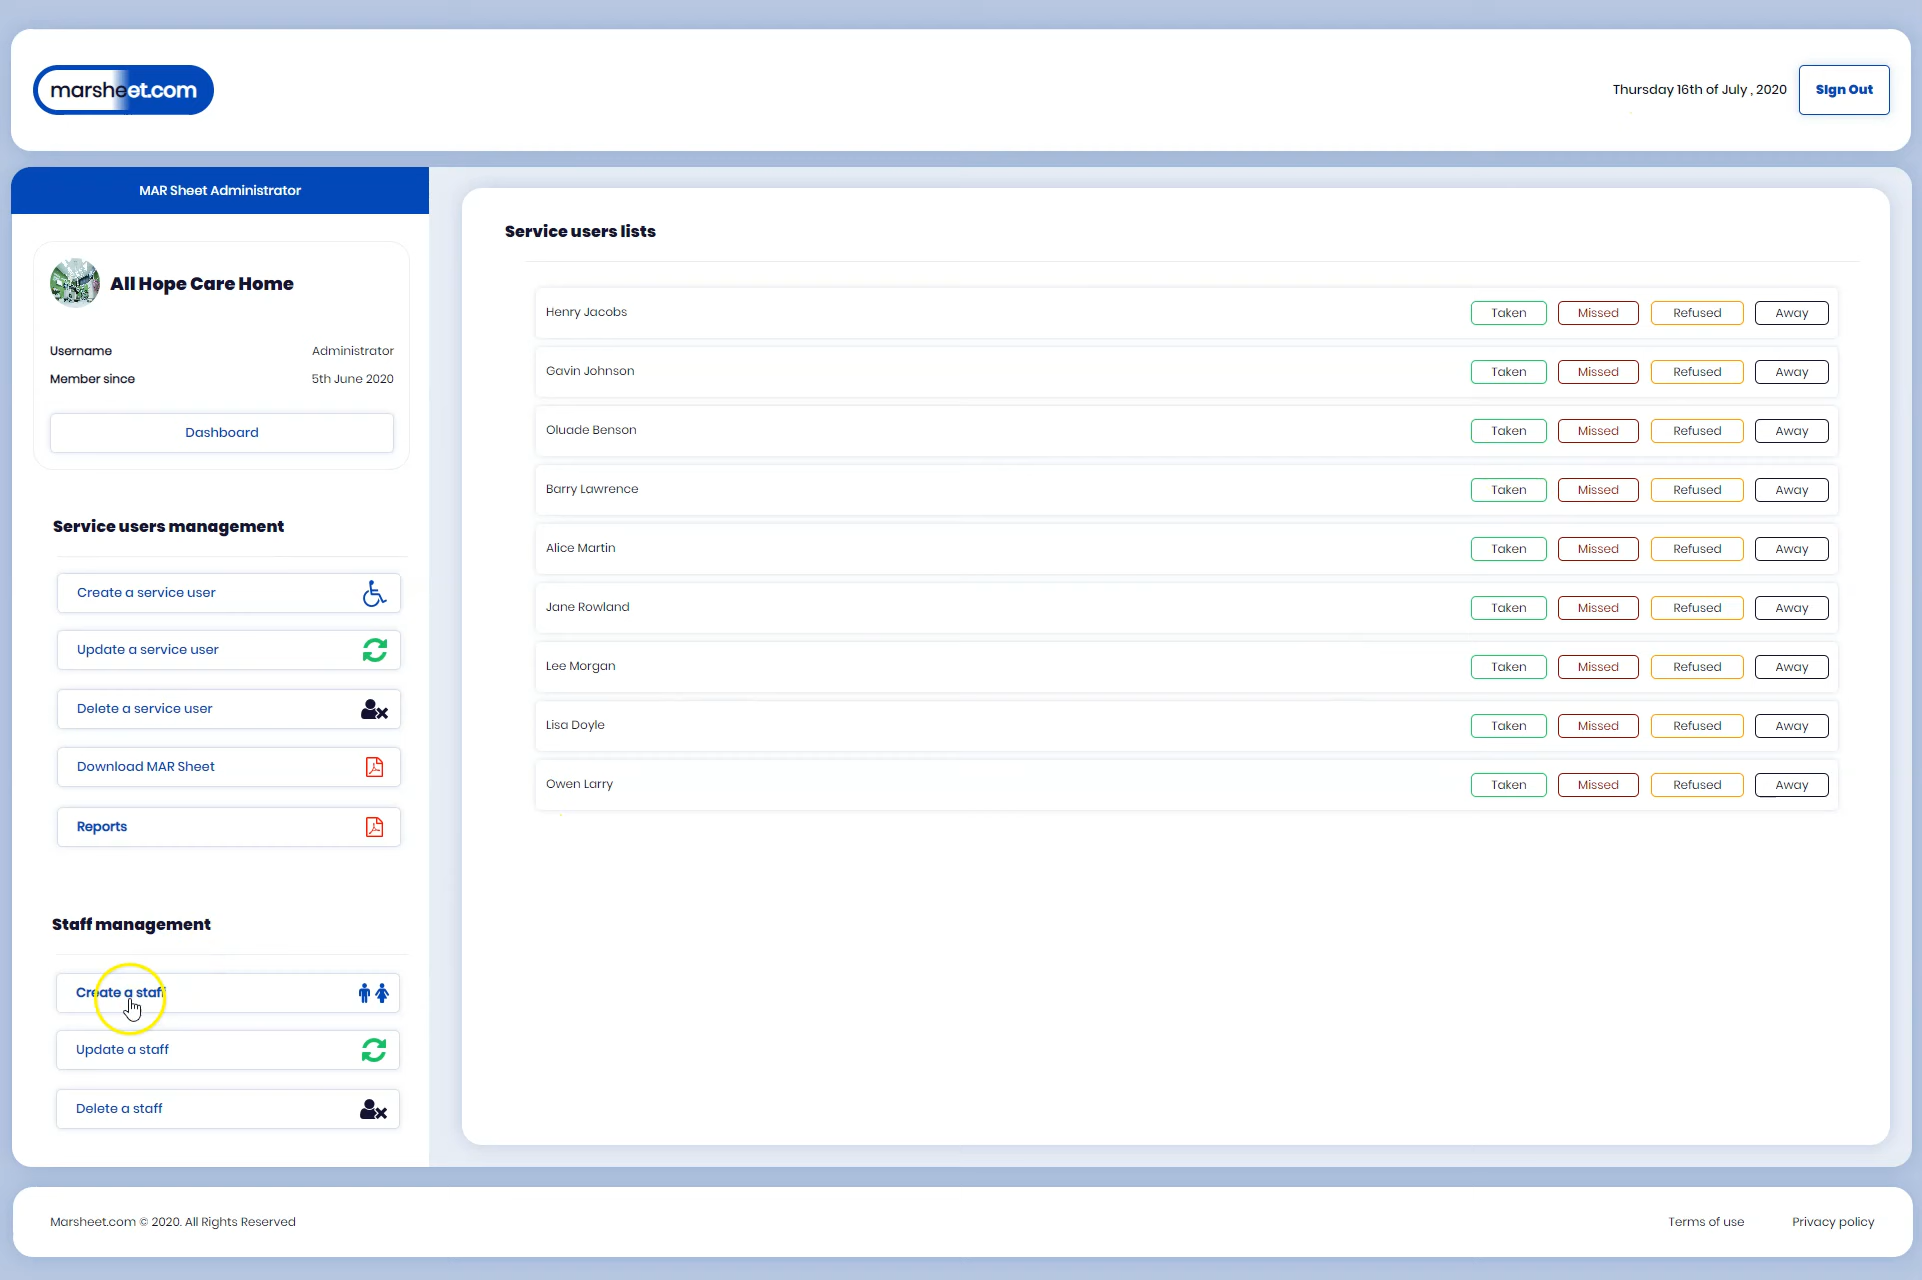 marsheet.com
Thursday 16th of July , 2020
SIgn Out
MAR Sheet Administrator
All Hope Care Home
Username Administrator
Member since 5th June 2020
Dashboard
Service users management
Create a service user
Update a service user
Delete a service user
Download MAR Sheet
Reports
Staff management
Create a staff
Update a staff
Delete a staff
Service users lists
Henry Jacobs Taken Missed Refused Away
Gavin Johnson Taken Missed Refused Away
Oluade Benson Taken Missed Refused Away
Barry Lawrence Taken Missed Refused Away
Alice Martin Taken Missed Refused Away
Jane Rowland Taken Missed Refused Away
Lee Morgan Taken Missed Refused Away
Lisa Doyle Taken Missed Refused Away
Owen Larry Taken Missed Refused Away
Marsheet.com © 2020. All Rights Reserved
Terms of use Privacy policy